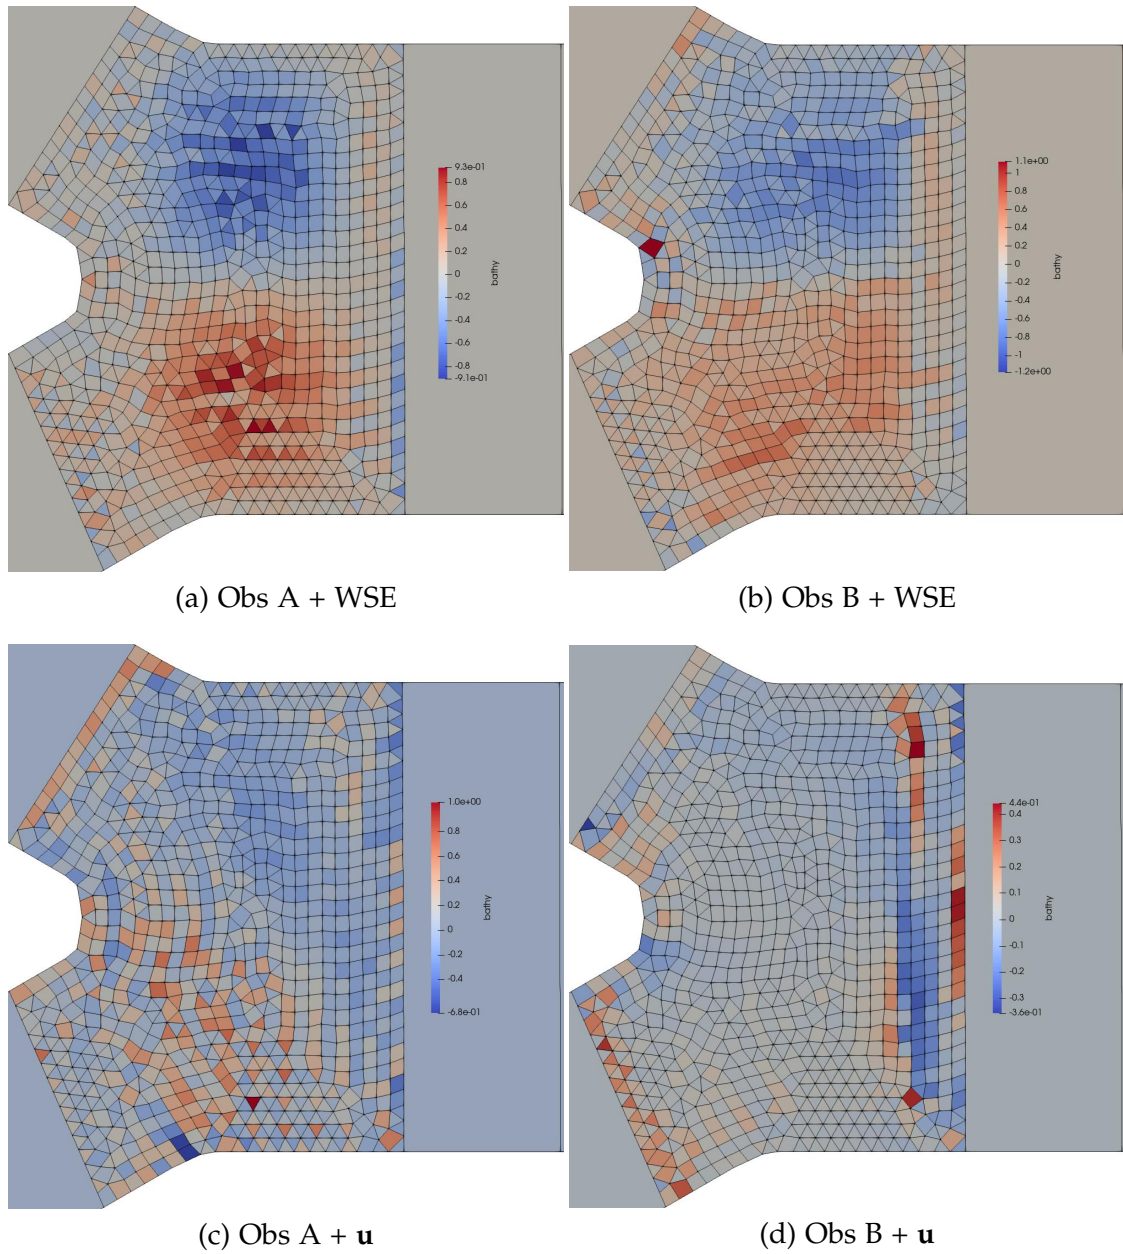 9.3e-01
0.8
0.6
0.4
0.2
0
-0.2
-0.4
-0.6
-0.8
-9.1e-01
bathy
1.1e+00
1
0.8
0.6
0.4
0.2
0
-0.2
-0.4
-0.6
-0.8
-1
-1.2e+00
bathy
(a) Obs A + WSE
(b) Obs B + WSE
1.0e+00
0.8
0.6
0.4
0.2
0
-0.2
-0.4
-6.8e-01
bathy
4.4e-01
0.4
0.3
0.2
0.1
0
-0.1
-0.2
-0.3
-3.6e-01
bathy
(c) Obs A + u
(d) Obs B + u